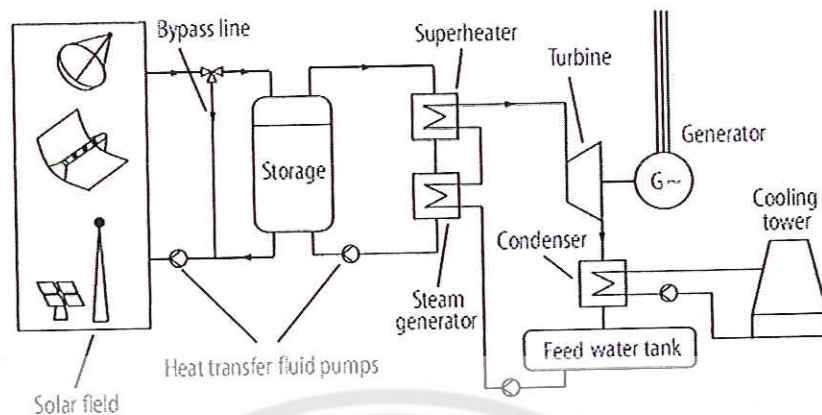 Bypass line
Superheater
Turbine
Generator
Storage
G~
Cooling
tower
Condenser
Steam
generator
Feed water tank
Heat transfer fluid pumps
Solar field